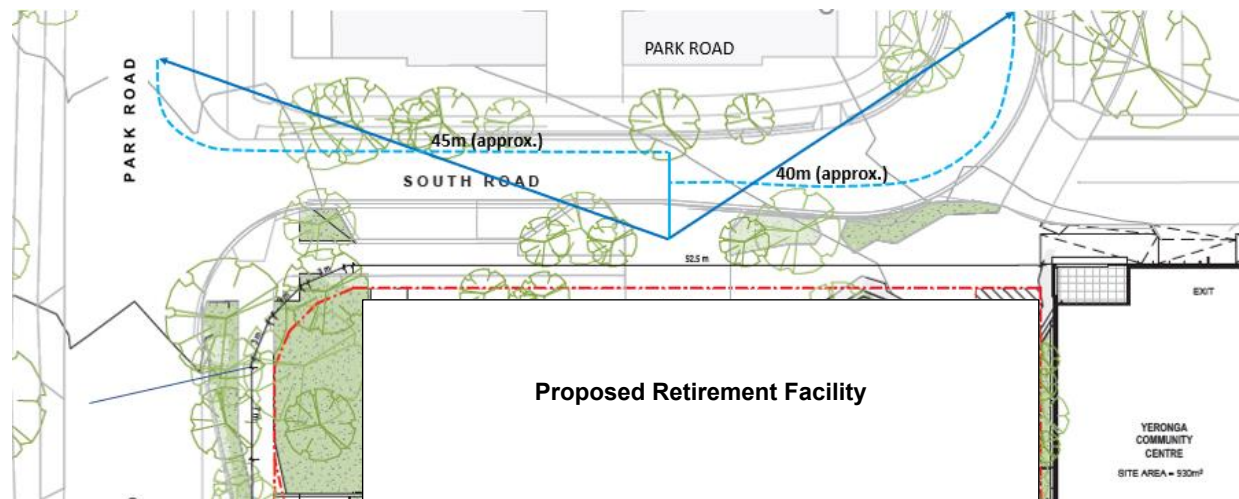 PARK ROAD
PARK ROAD
45m (approx.)
40m (approx.)
SOUTH ROAD
52.5 m
EXIT
Proposed Retirement Facility
YERONGA
COMMUNITY
CENTRE
SITE AREA = 930m²